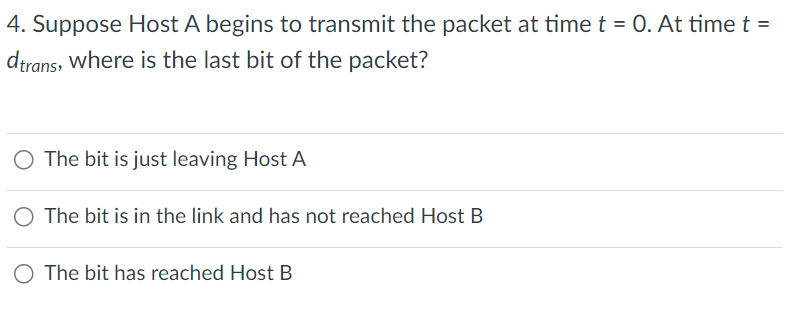 4. Suppose Host A begins to transmit the packet at time t = 0. At time t =
dtrans, where is the last bit of the packet?
The bit is just leaving Host A
The bit is in the link and has not reached Host B
The bit has reached Host B